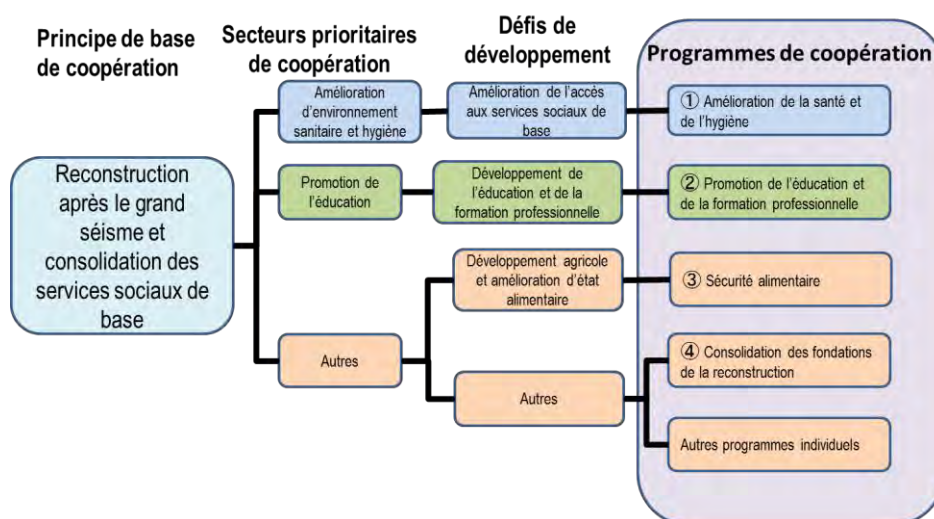 Principe de base
de coopération
Secteurs prioritaires
de coopération
Défis de
développement
Programmes de coopération
Reconstruction
après le grand
séisme et
consolidation des
services sociaux de
base
Amélioration
d'environnement
sanitaire et hygiène
Amélioration de l'accès
aux services sociaux de
base
① Amélioration de la santé et
de l'hygiène
Promotion de
l'éducation
Développement de
l'éducation et de la
formation professionnelle
② Promotion de l'éducation et
de la formation professionnelle
Autres
Développement agricole
et amélioration d'état
alimentaire
③ Sécurité alimentaire
Autres
④ Consolidation des fondations
de la reconstruction
Autres programmes individuels